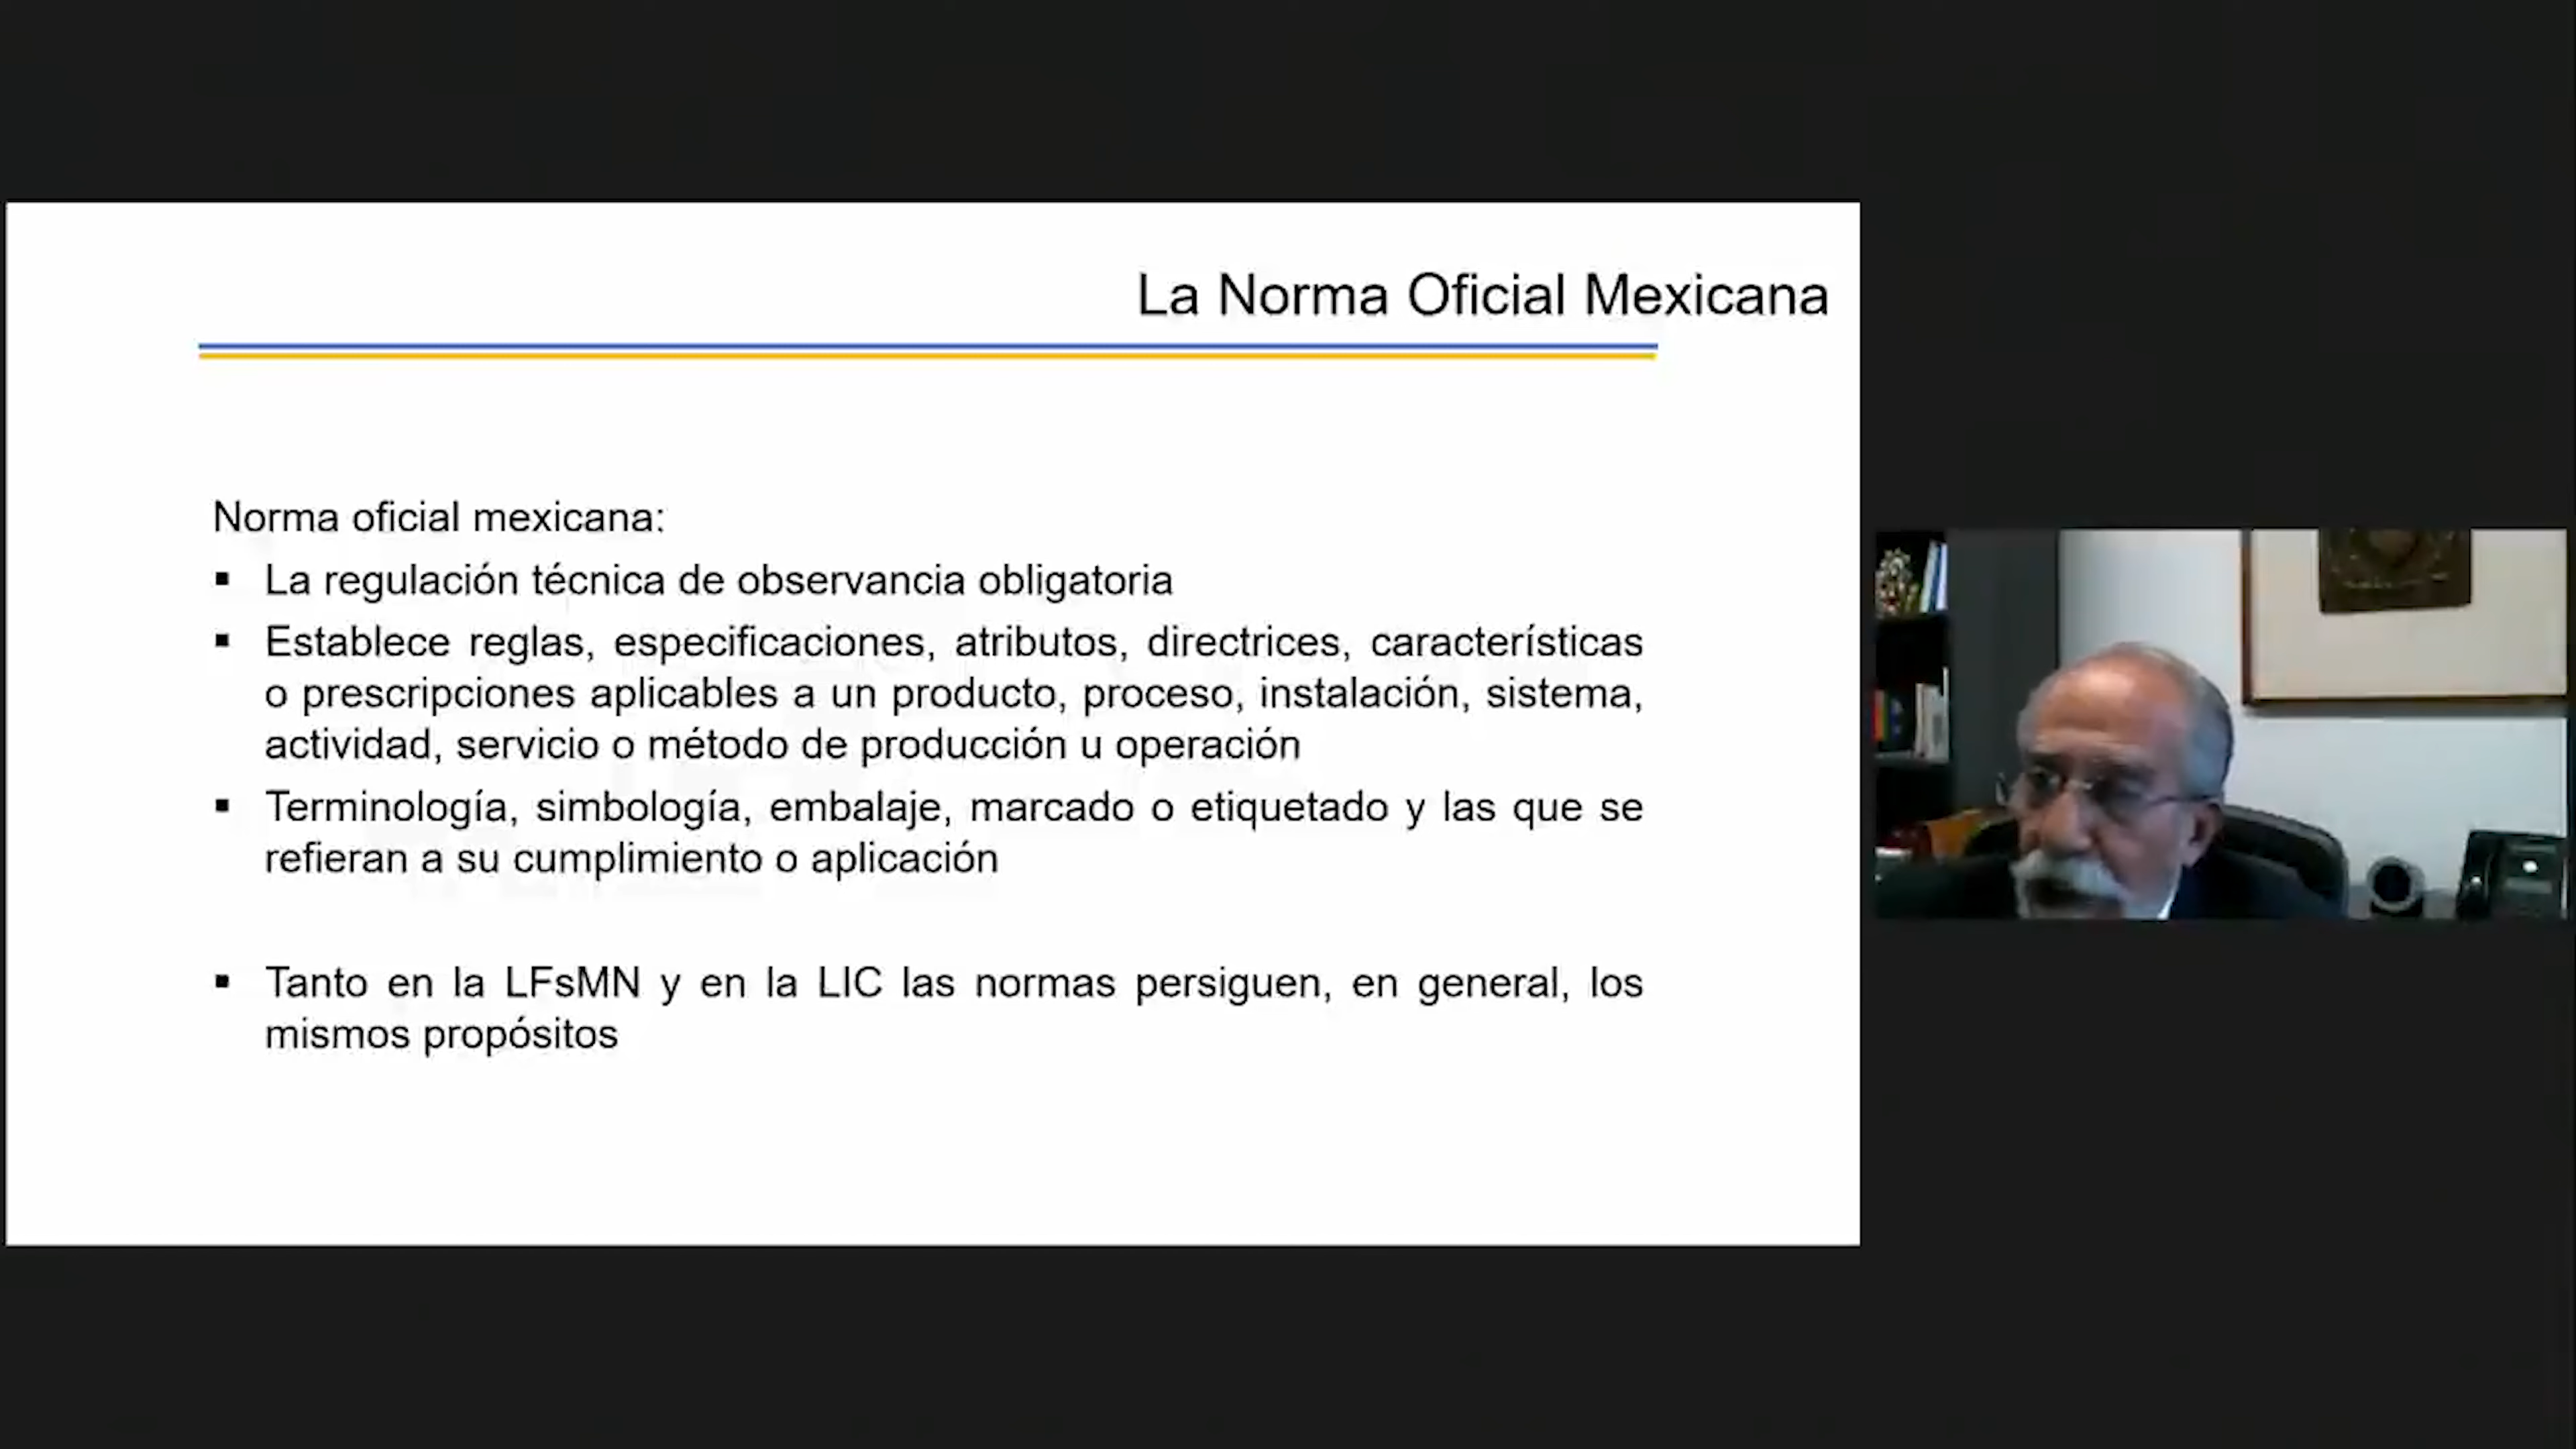 La Norma Oficial Mexicana
Norma oficial mexicana:
▪ La regulación técnica de observancia obligatoria
▪ Establece reglas, especificaciones, atributos, directrices, características
o prescripciones aplicables a un producto, proceso, instalación, sistema,
actividad, servicio o método de producción u operación
▪ Terminología, simbología, embalaje, marcado o etiquetado y las que se
refieran a su cumplimiento o aplicación
▪ Tanto en la LFsMN y en la LIC las normas persiguen, en general, los
mismos propósitos